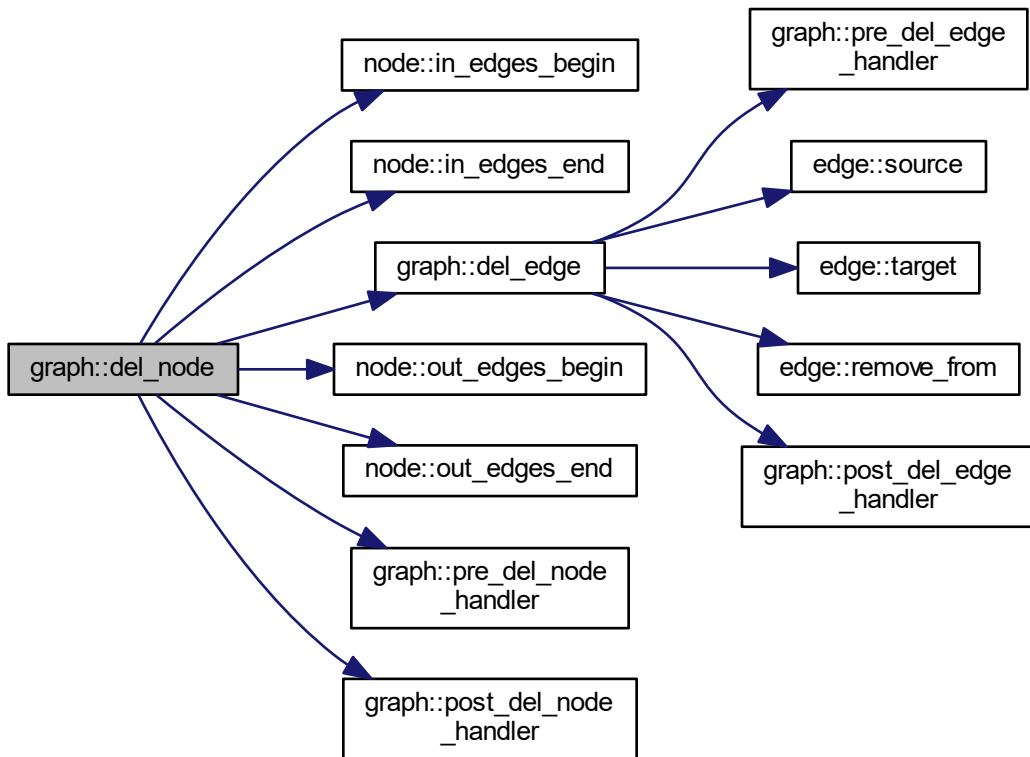 graph::del_node
node::in_edges_begin
node::in_edges_end
graph::del_edge
node::out_edges_begin
node::out_edges_end
graph::pre_del_node
_handler
graph::post_del_node
_handler
graph::pre_del_edge
_handler
edge::source
edge::target
edge::remove_from
graph::post_del_edge
_handler